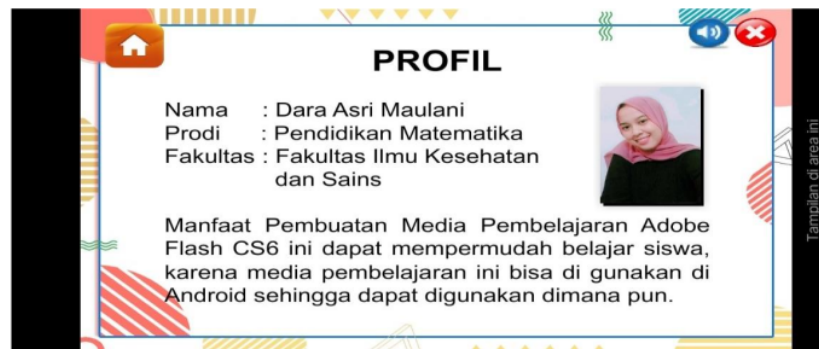 PROFIL
Nama : Dara Asri Maulani
Prodi : Pendidikan Matematika
Fakultas : Fakultas Ilmu Kesehatan
dan Sains
Manfaat Pembuatan Media Pembelajaran Adobe
Flash CS6 ini dapat mempermudah belajar siswa,
karena media pembelajaran ini bisa di gunakan di
Android sehingga dapat digunakan dimana pun.
Tampilan di area ini